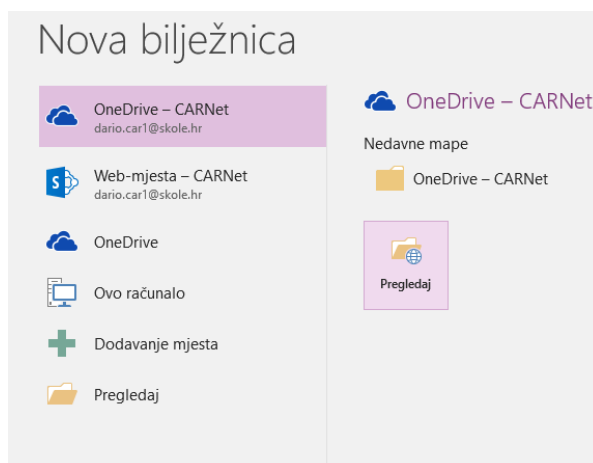 Nova bilježnica
OneDrive – CARNet
dario.car1@skole.hr
Web-mjesta – CARNet
dario.car1@skole.hr
OneDrive
Ovo računalo
Dodavanje mjesta
Pregledaj
OneDrive – CARNet
Nedavne mape
OneDrive – CARNet
Pregledaj